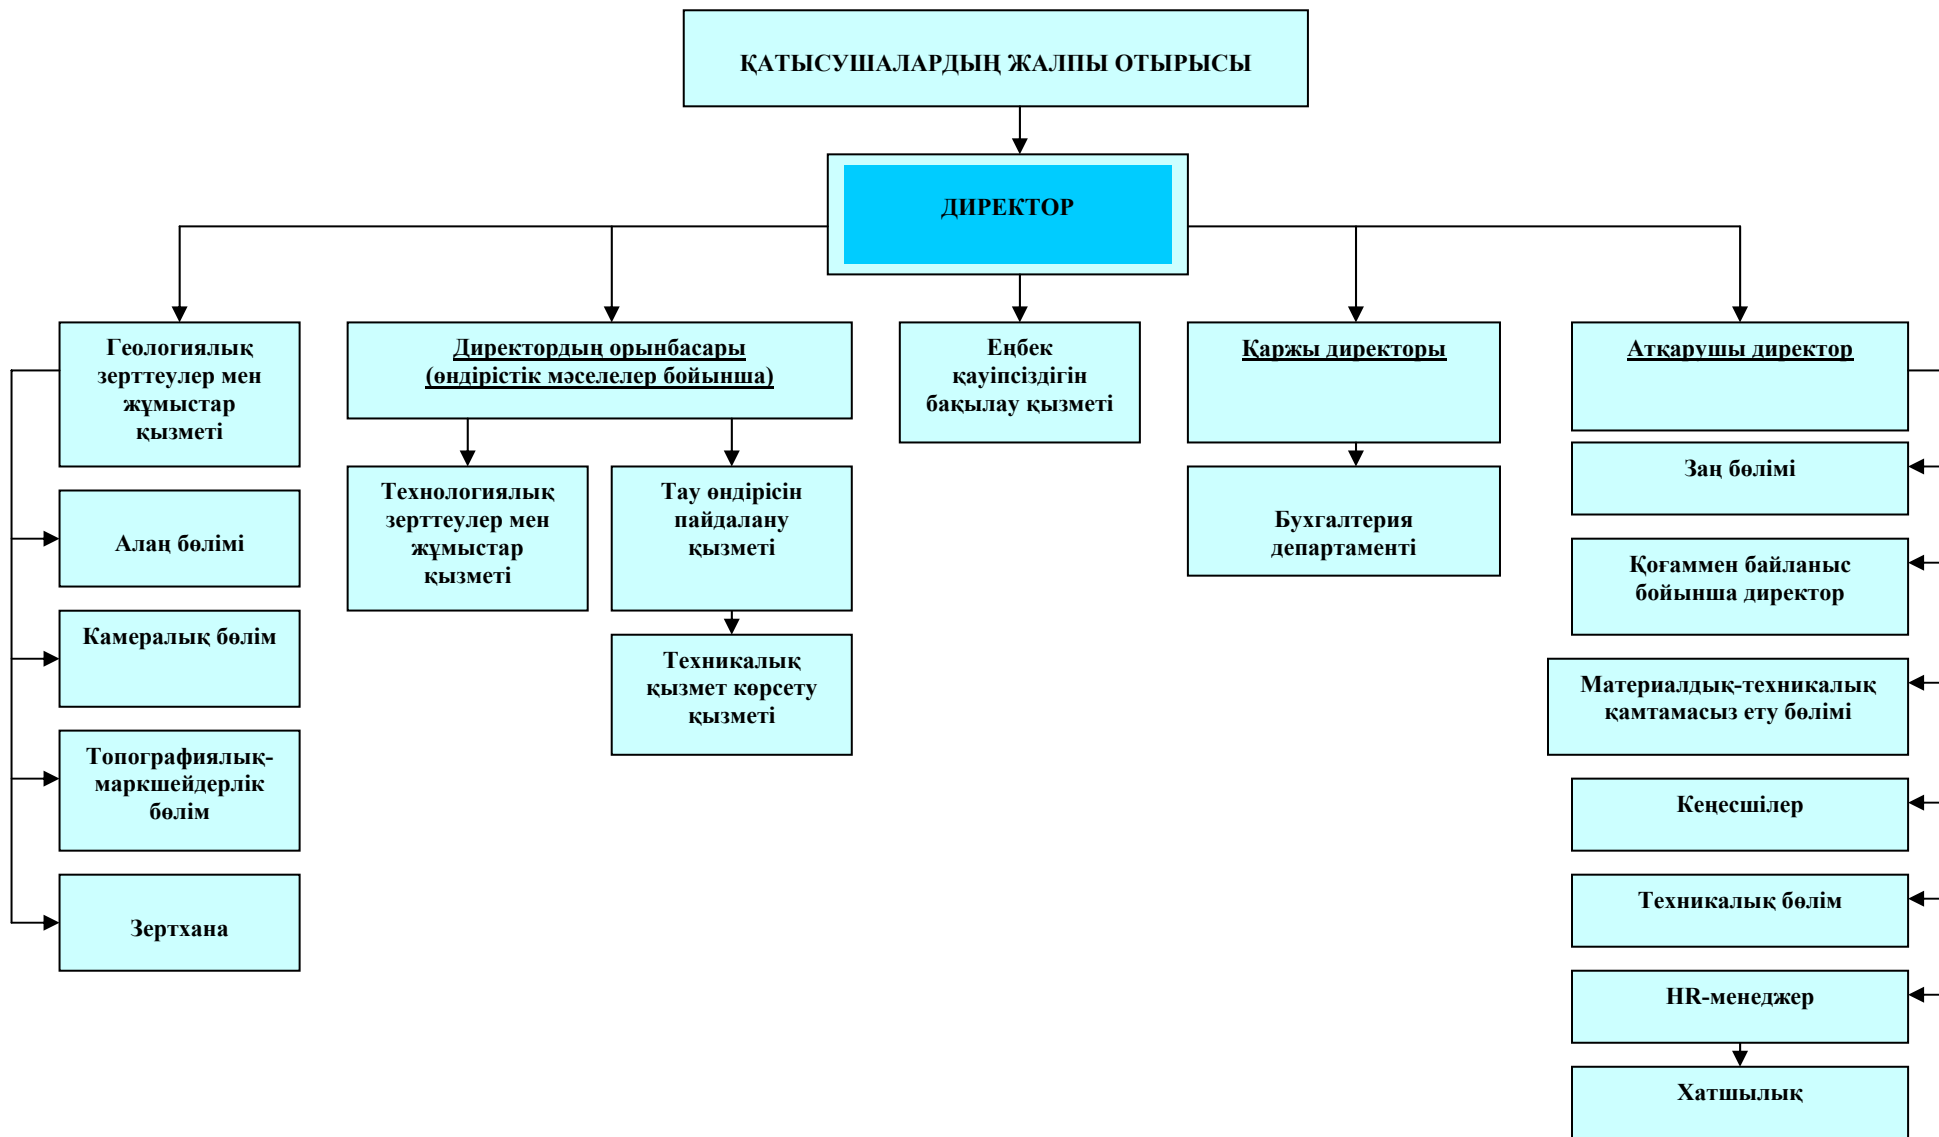 ҚАТЫСУШАЛАРДЫҢ ЖАЛПЫ ОТЫРЫСЫ
ДИРЕКТОР
Геологиялық
зерттеулер мен
жұмыстар
қызметі
Директордың орынбасары
(өндірістік мәселелер бойынша)
Еңбек
қауіпсіздігін
бақылау қызметі
Қаржы директоры
Атқарушы директор
Алаң бөлімі
Камералық бөлім
Топографиялық-
маркшейдерлік
бөлім
Зертхана
Технологиялық
зерттеулер мен
жұмыстар
қызметі
Тау өндірісін
пайдалану
қызметі
Техникалық
қызмет көрсету
қызметі
Бухгалтерия
департаменті
Заң бөлімі
Қоғаммен байланыс
бойынша директор
Материалдық-техникалық
қамтамасыз ету бөлімі
Кеңесшілер
Техникалық бөлім
HR-менеджер
Хатшылық